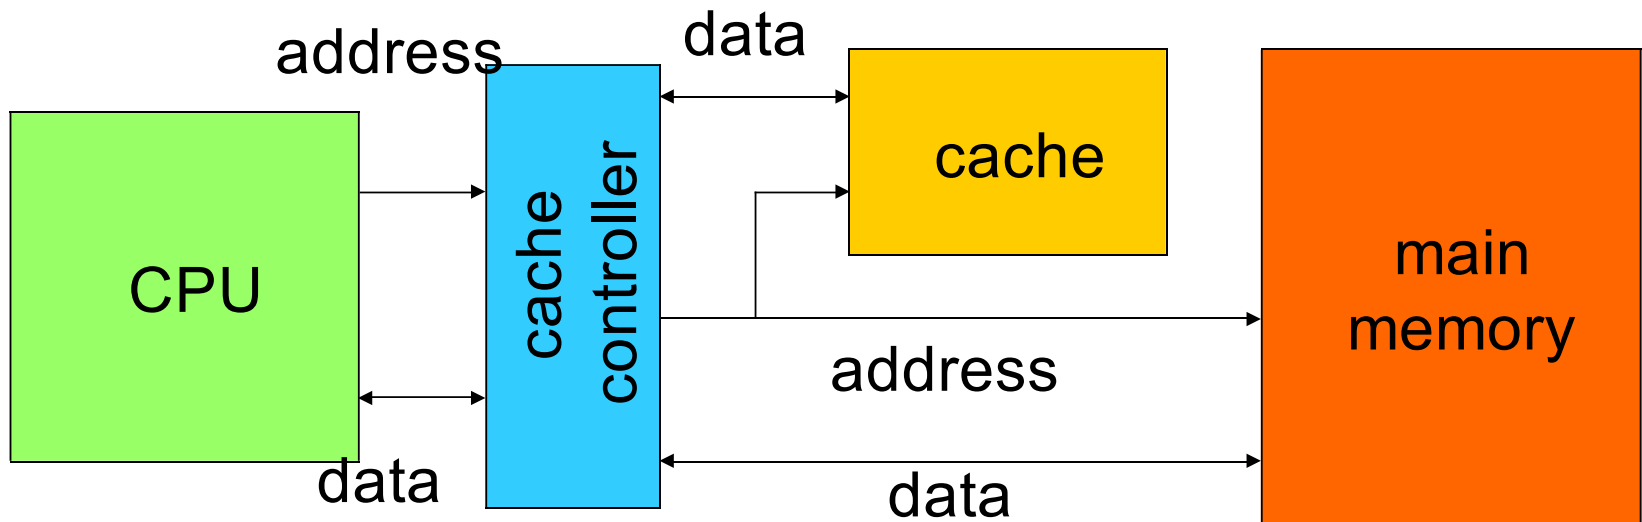 address
data
CPU
cache
controller
cache
main
memory
address
data
data